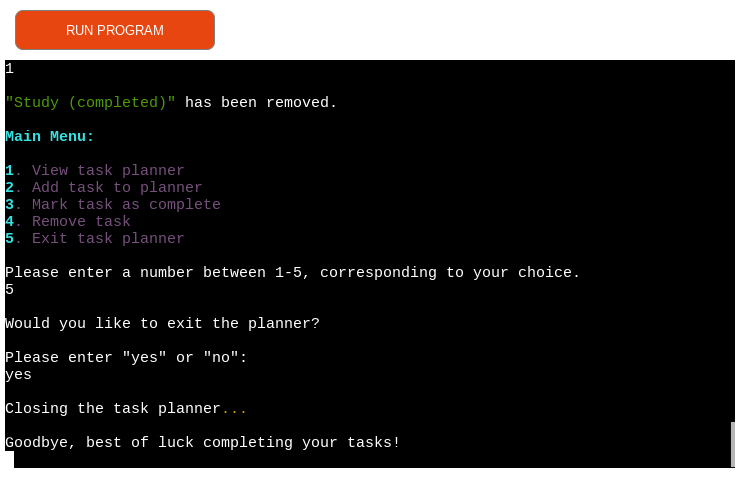 RUN PROGRAM
1
"Study (completed)" has been removed.
Main Menu:
1. View task planner
2. Add task to planner
3. Mark task as complete
4. Remove task
5. Exit task planner
Please enter a number between 1-5, corresponding to your choice.
5
Would you like to exit the planner?
Please enter "yes" or "no":
yes
Closing the task planner...
Goodbye, best of luck completing your tasks!